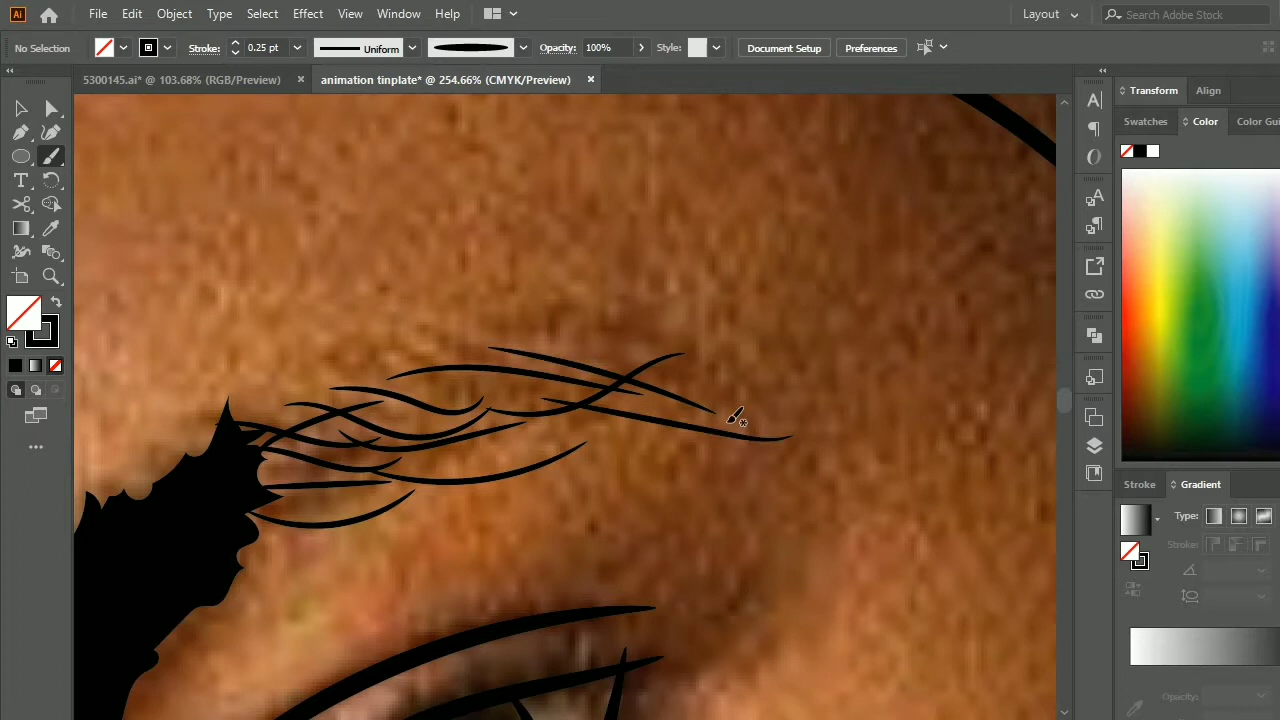 Ai File Edit Object Type Select Effect View Window Help Layout Search Adobe Stock
No Selection Stroke: 0.25 pt Uniform Opacity: 100% Style: Document Setup Preferences
5300145.ai* @ 103.68% (RGB/Preview) × animation tinplate* @ 254.66% (CMYK/Preview) ×
Transform Align
Swatches Color Color Gui
Stroke Gradient
Type:
Stroke:
Opacity: